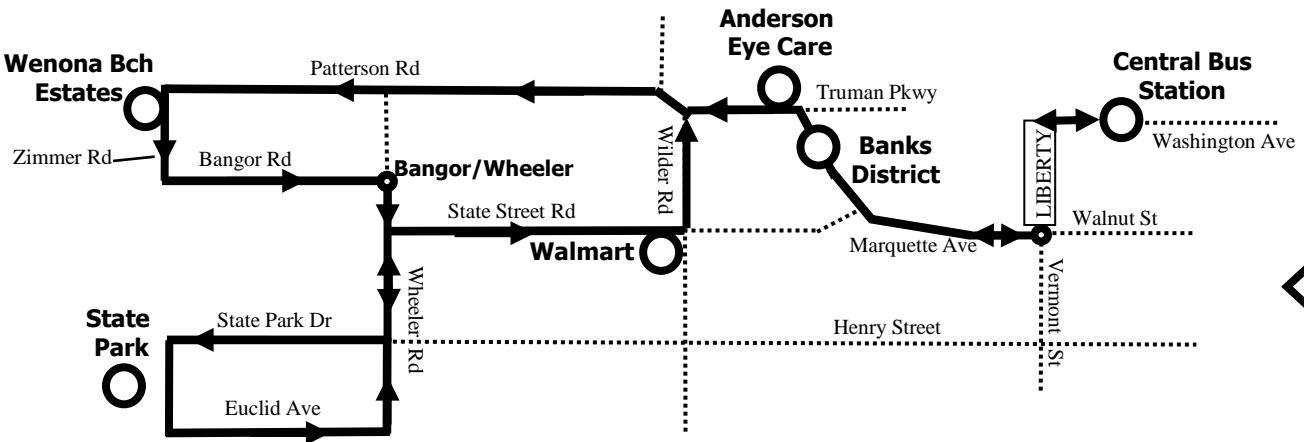 Anderson
Eye Care
Central Bus
Station
Wenona Bch
Estates
Patterson Rd
Truman Pkwy
Washington Ave
Zimmer Rd
Bangor Rd
Bangor/Wheeler
Wilder Rd
Banks
District
LIBERTY
State Street Rd
Walmart
Marquette Ave
Walnut St
Wheeler Rd
Vermont St
State
Park
State Park Dr
Henry Street
Euclid Ave